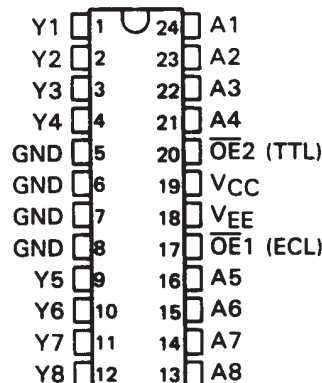 Y1 1 24 A1
Y2 2 23 A2
Y3 3 22 A3
Y4 4 21 A4
GND 5 20 O̅E̅2 (TTL)
GND 6 19 VCC
GND 7 18 VEE
GND 8 17 O̅E̅1 (ECL)
Y5 9 16 A5
Y6 10 15 A6
Y7 11 14 A7
Y8 12 13 A8